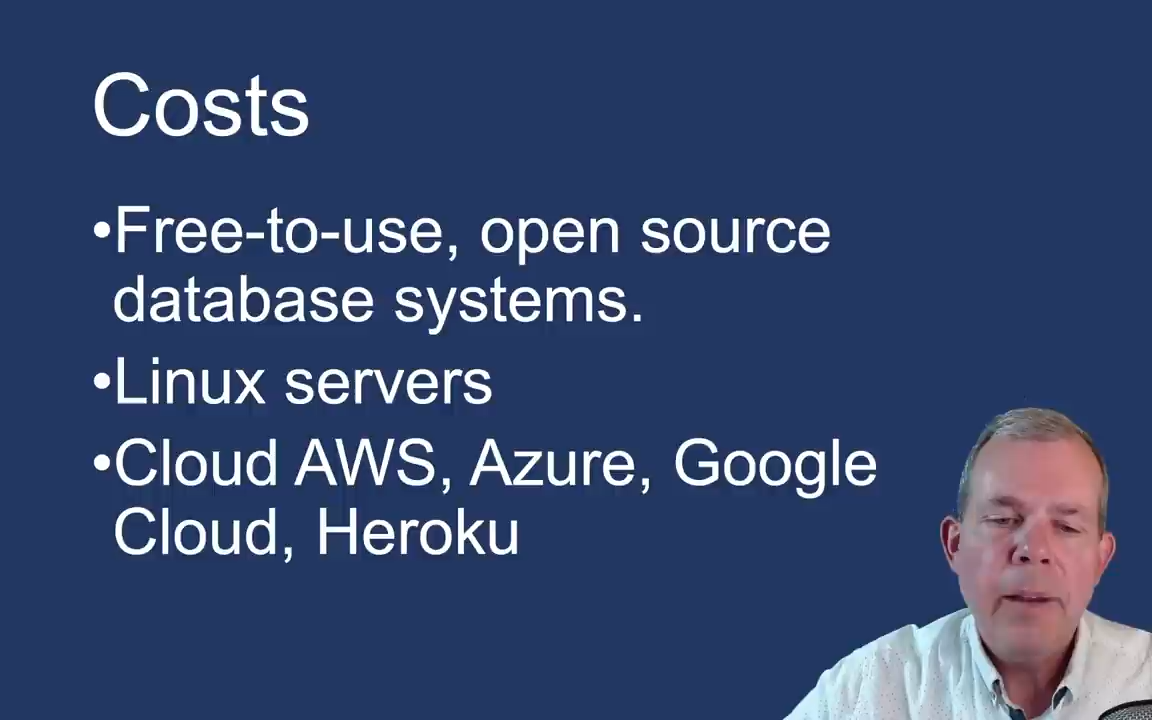 Costs
•Free-to-use, open source
database systems.
•Linux servers
•Cloud AWS, Azure, Google
Cloud, Heroku